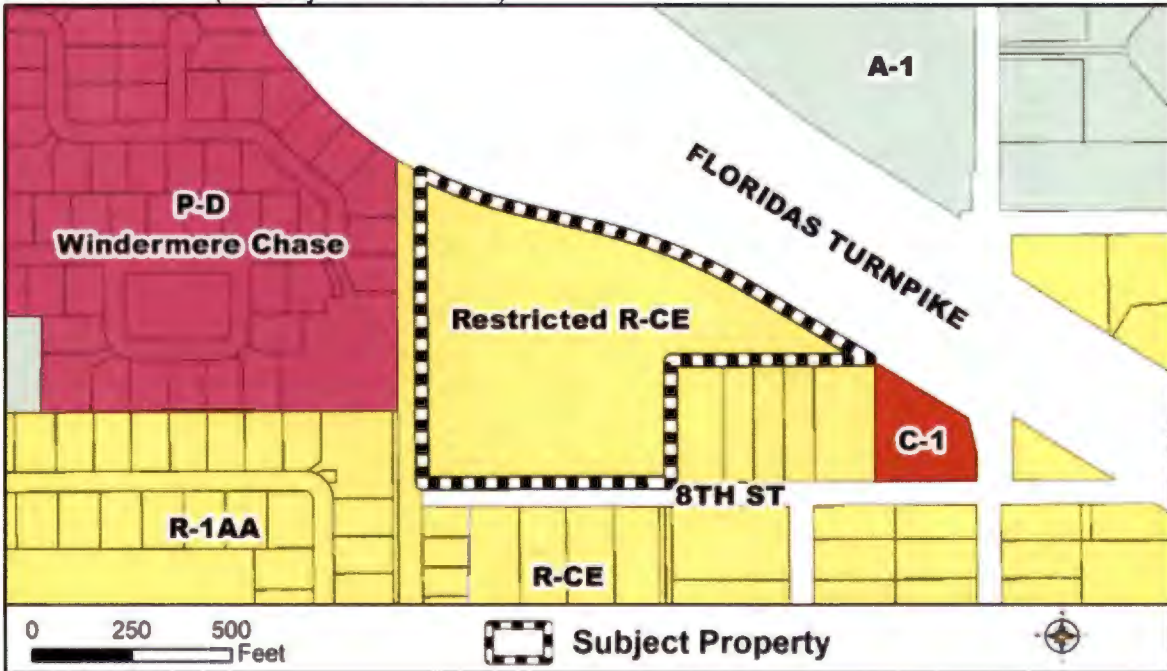 A-1
FLORIDAS TURNPIKE
P-D
Windermere Chase
Restricted R-CE
C-1
8TH ST
R-1AA
R-CE
0 250 500
Feet
Subject Property